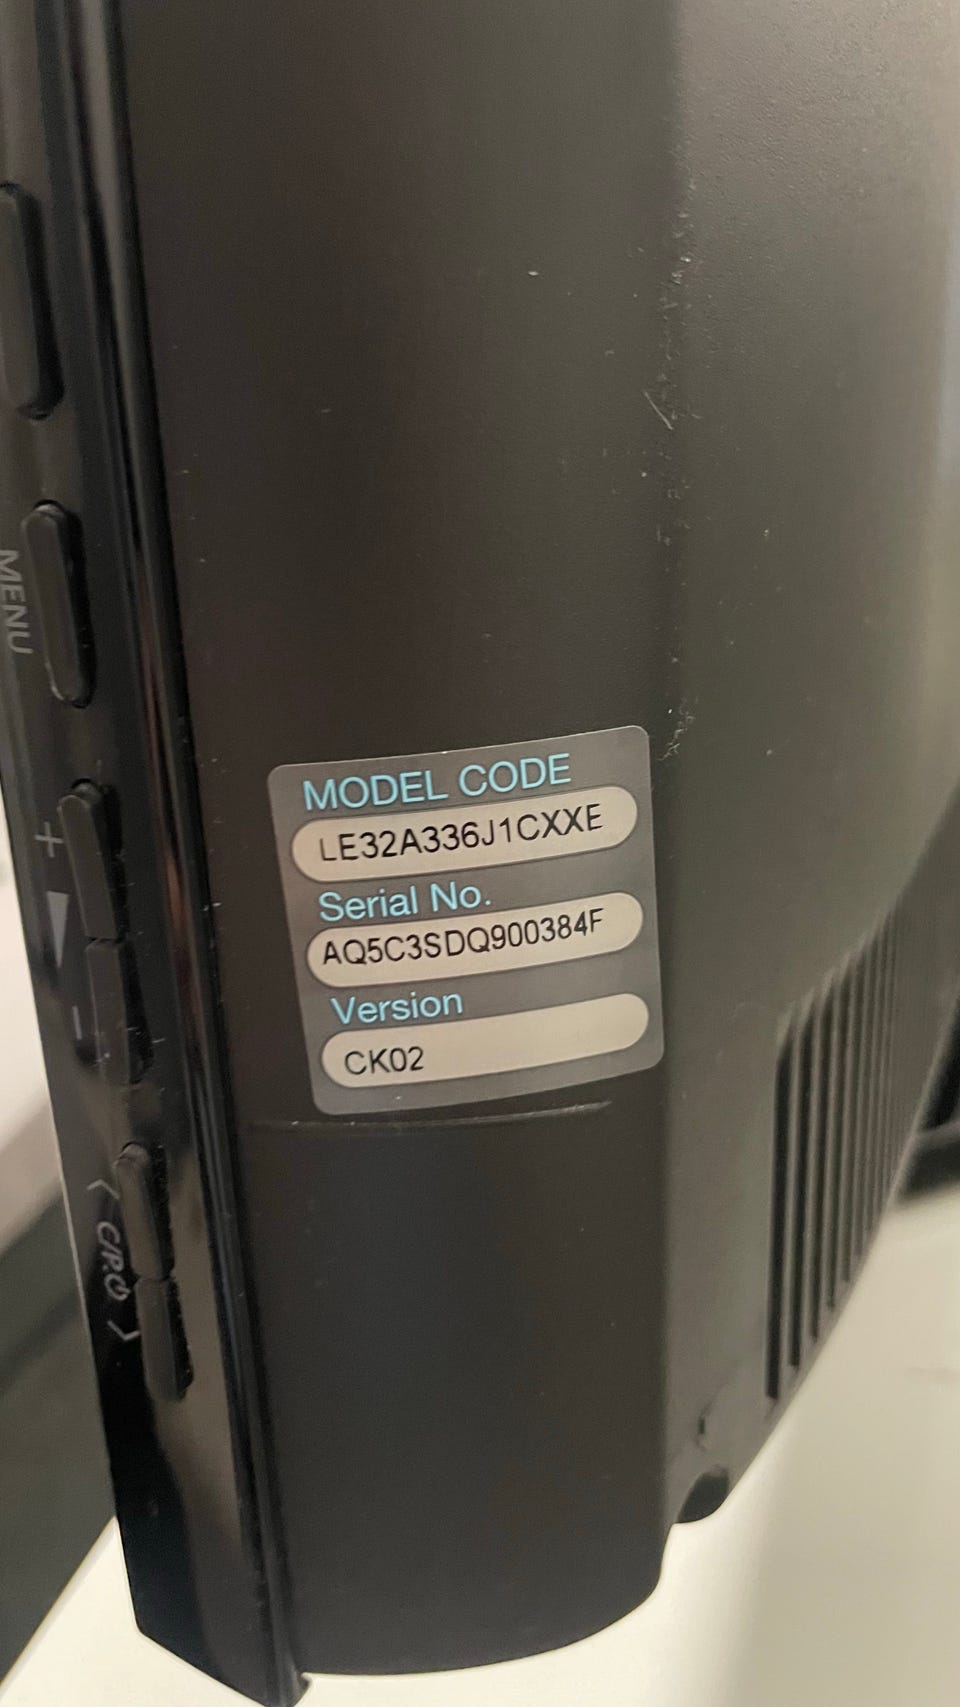 MENU
+
-
< C/P.⏻ >
MODEL CODE
LE32A336J1CXXE
Serial No.
AQ5C3SDQ900384F
Version
CK02